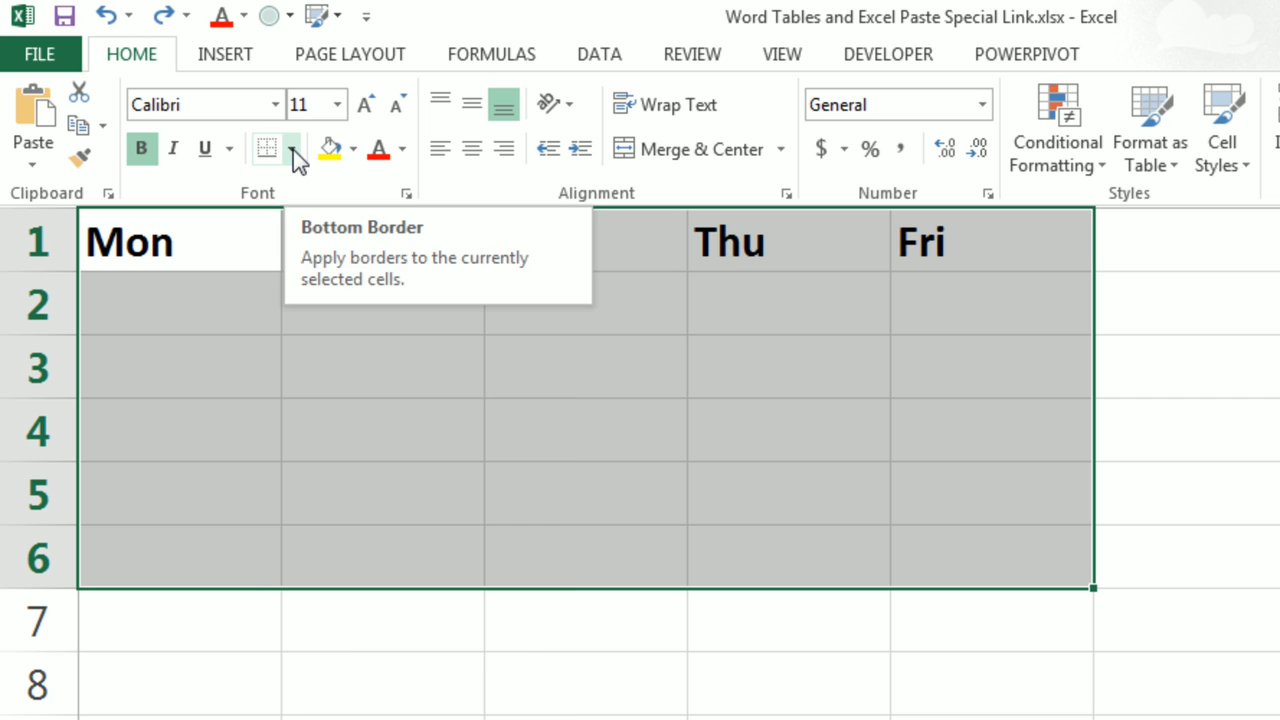 Word Tables and Excel Paste Special Link.xlsx - Excel
FILE HOME INSERT PAGE LAYOUT FORMULAS DATA REVIEW VIEW DEVELOPER POWERPIVOT
Calibri 11 A A Wrap Text General
Paste B I U A Merge & Center $ % , .00 .00 Conditional Formatting Format as Table Cell Styles
Clipboard Font Alignment Number Styles
Bottom Border
Apply borders to the currently
selected cells.
1 Mon Thu Fri
2
3
4
5
6
7
8